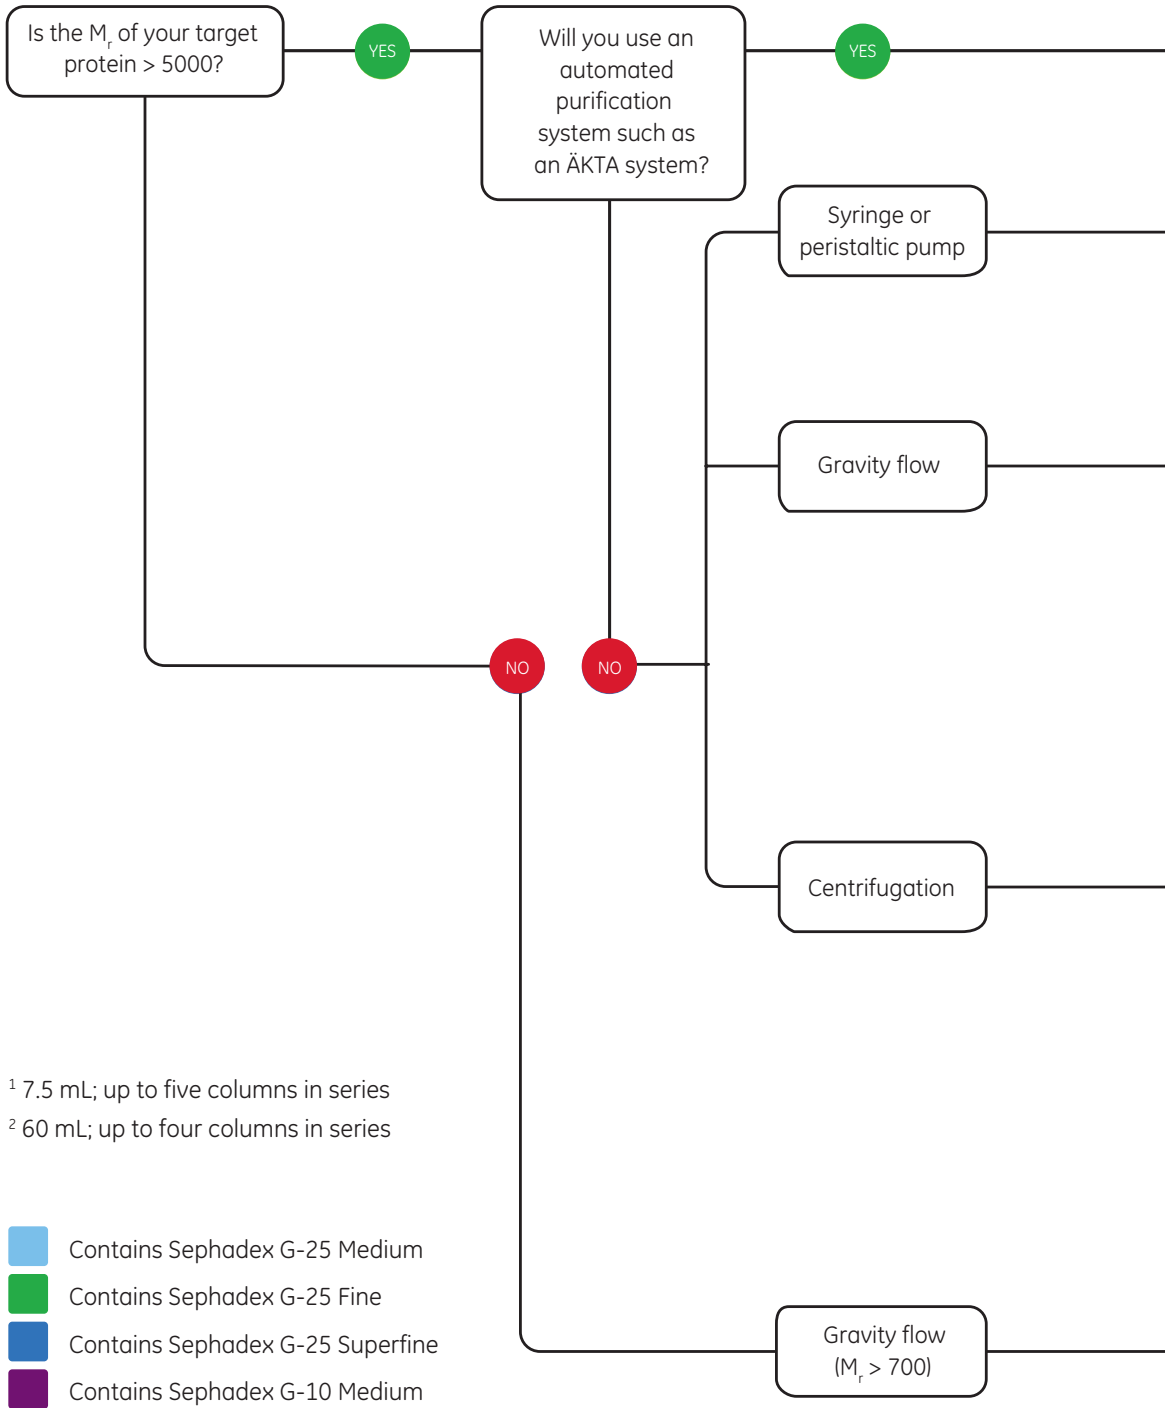 Is the Mr of your target
protein > 5000?
YES
Will you use an
automated
purification
system such as
an ÄKTA system?
YES
Syringe or
peristaltic pump
Gravity flow
NO
NO
Centrifugation
1 7.5 mL; up to five columns in series
2 60 mL; up to four columns in series
Contains Sephadex G-25 Medium
Contains Sephadex G-25 Fine
Contains Sephadex G-25 Superfine
Contains Sephadex G-10 Medium
Gravity flow
(Mr > 700)